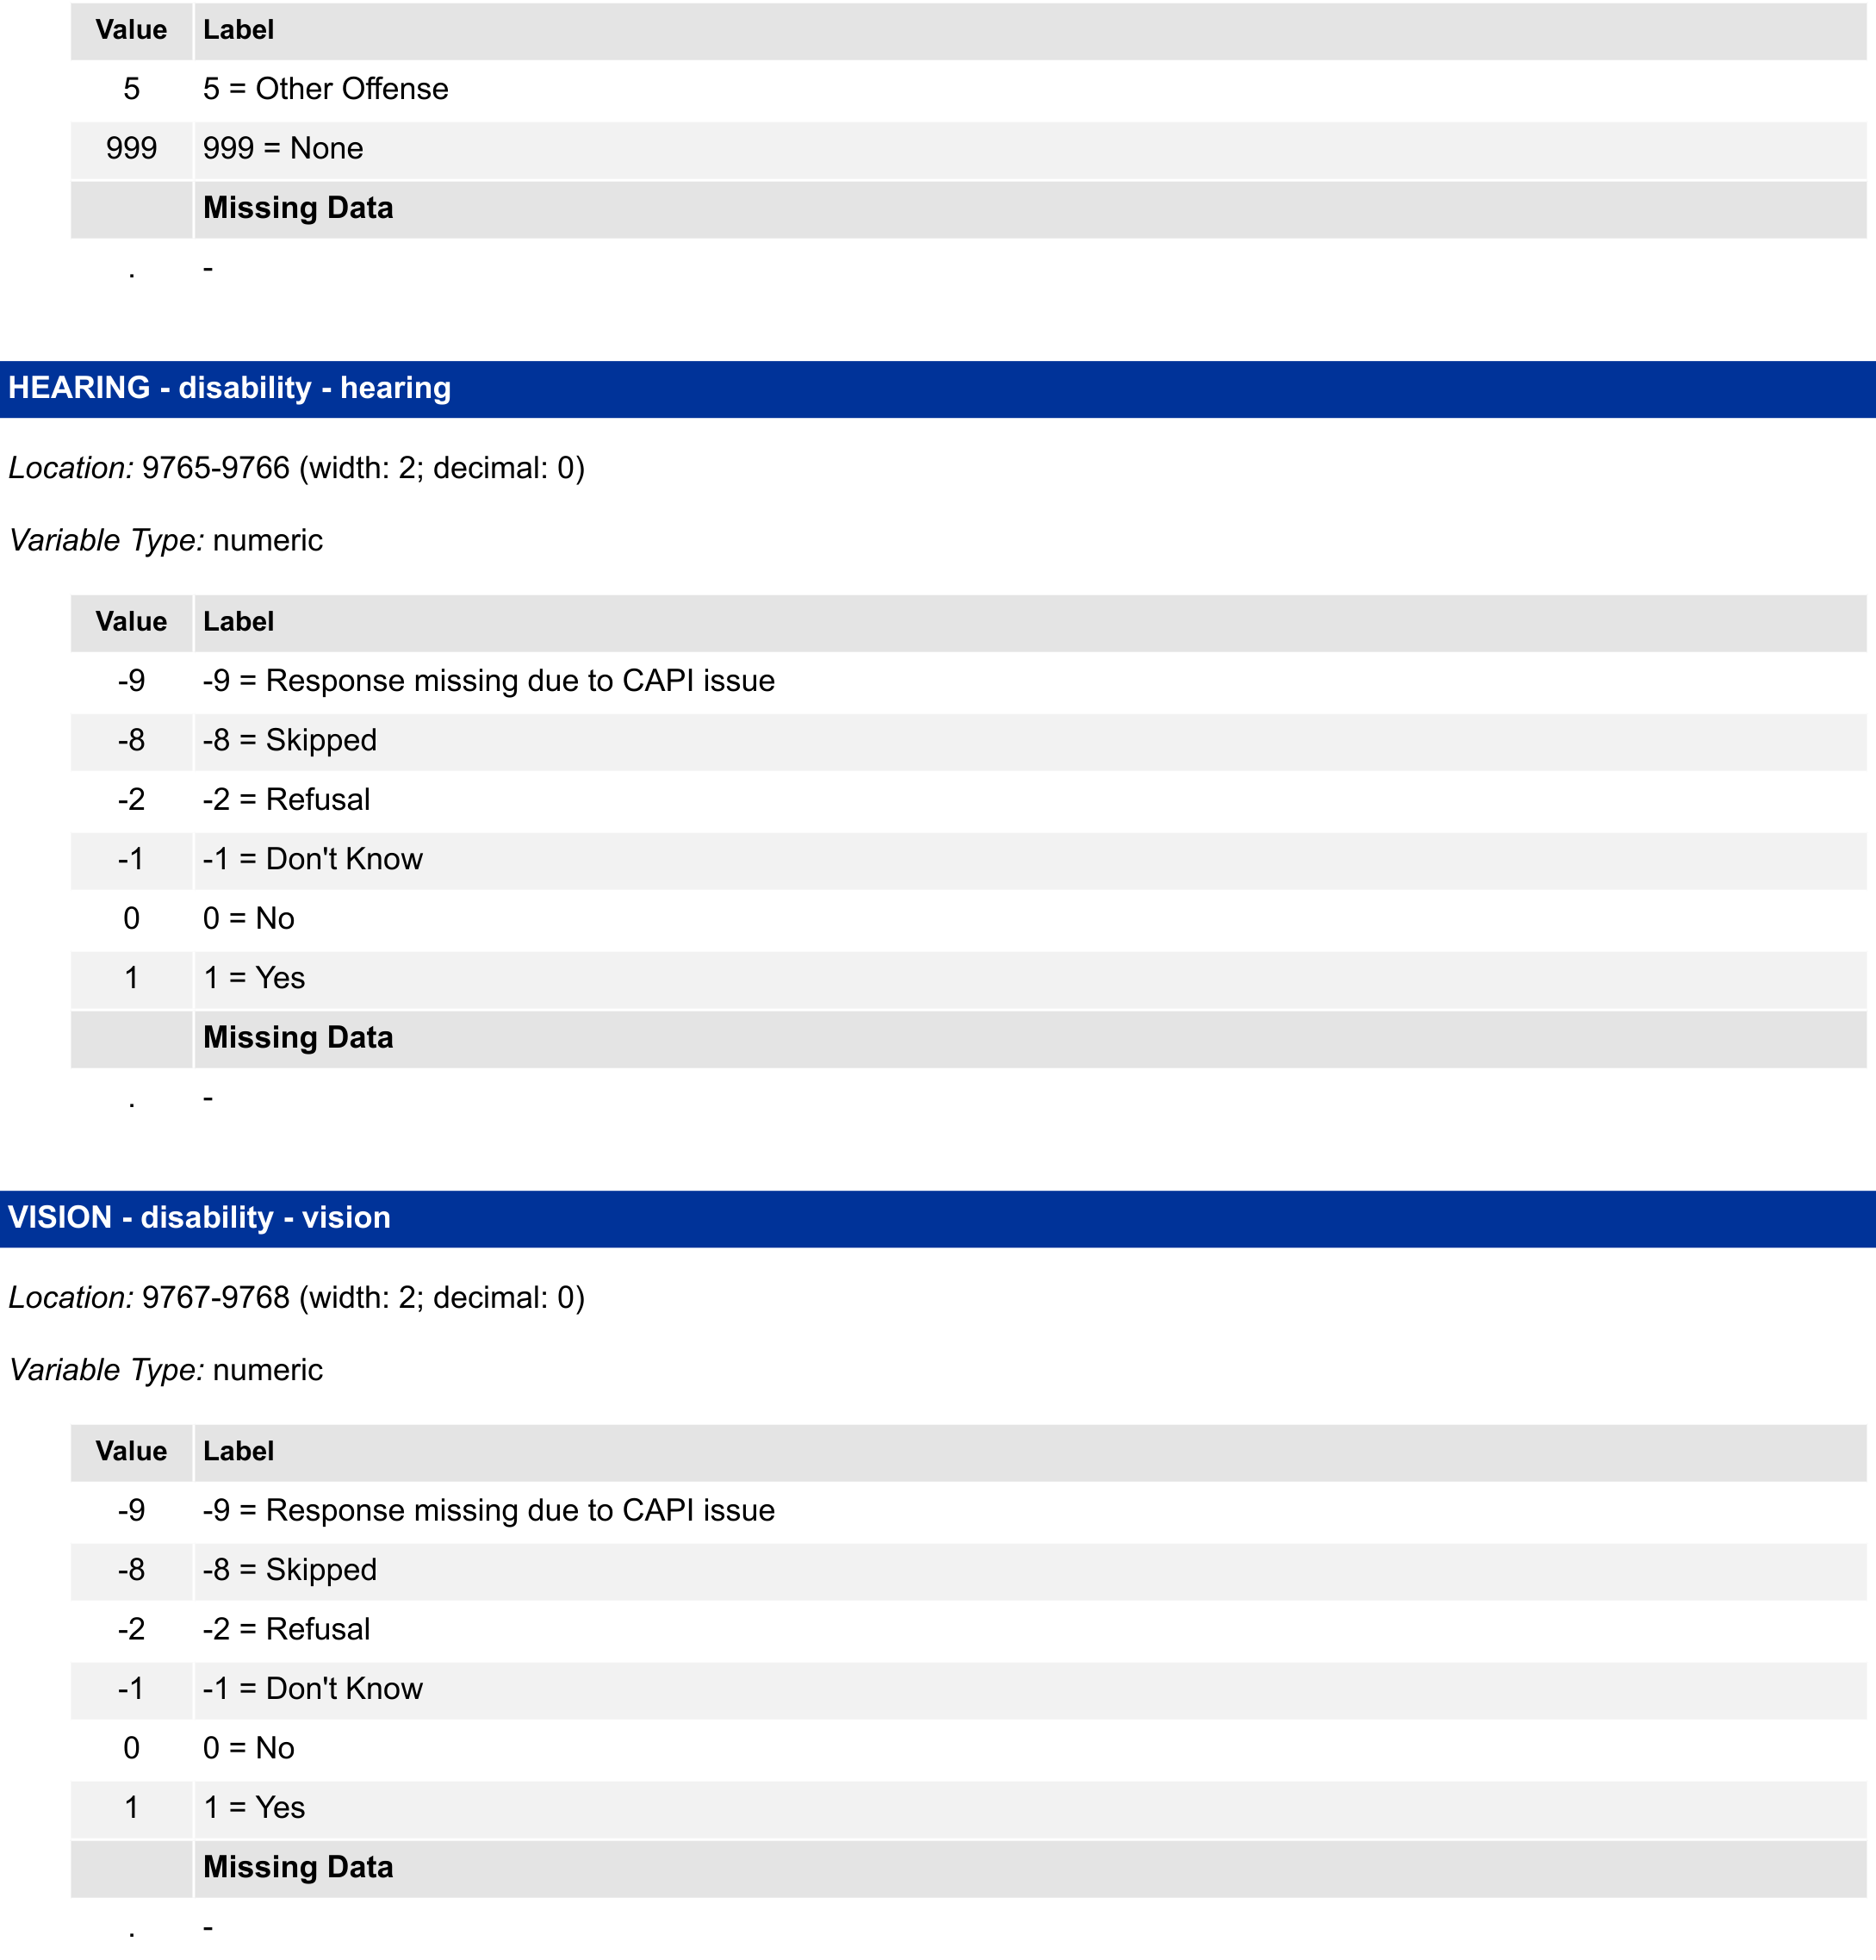 Value Label
5 5 = Other Offense
999 999 = None
Missing Data
. -
HEARING - disability - hearing
Location: 9765-9766 (width: 2; decimal: 0)
Variable Type: numeric
Value Label
-9 -9 = Response missing due to CAPI issue
-8 -8 = Skipped
-2 -2 = Refusal
-1 -1 = Don't Know
0 0 = No
1 1 = Yes
Missing Data
. -
VISION - disability - vision
Location: 9767-9768 (width: 2; decimal: 0)
Variable Type: numeric
Value Label
-9 -9 = Response missing due to CAPI issue
-8 -8 = Skipped
-2 -2 = Refusal
-1 -1 = Don't Know
0 0 = No
1 1 = Yes
Missing Data
. -